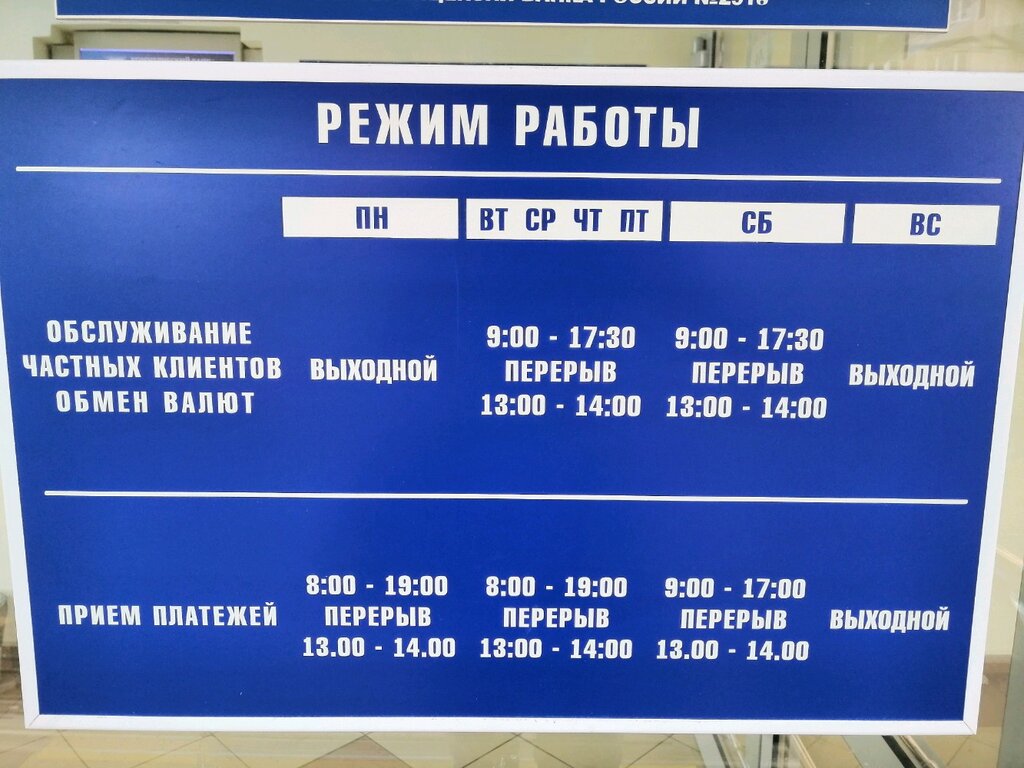 БАНКА РОССИИ
РЕЖИМ РАБОТЫ
ПН ВТ СР ЧТ ПТ СБ ВС
ОБСЛУЖИВАНИЕ
ЧАСТНЫХ КЛИЕНТОВ
ОБМЕН ВАЛЮТ
ВЫХОДНОЙ
9:00 - 17:30
ПЕРЕРЫВ
13:00 - 14:00
9:00 - 17:30
ПЕРЕРЫВ
13:00 - 14:00
ВЫХОДНОЙ
ПРИЕМ ПЛАТЕЖЕЙ
8:00 - 19:00
ПЕРЕРЫВ
13.00 - 14.00
8:00 - 19:00
ПЕРЕРЫВ
13:00 - 14:00
9:00 - 17:00
ПЕРЕРЫВ
13.00 - 14.00
ВЫХОДНОЙ